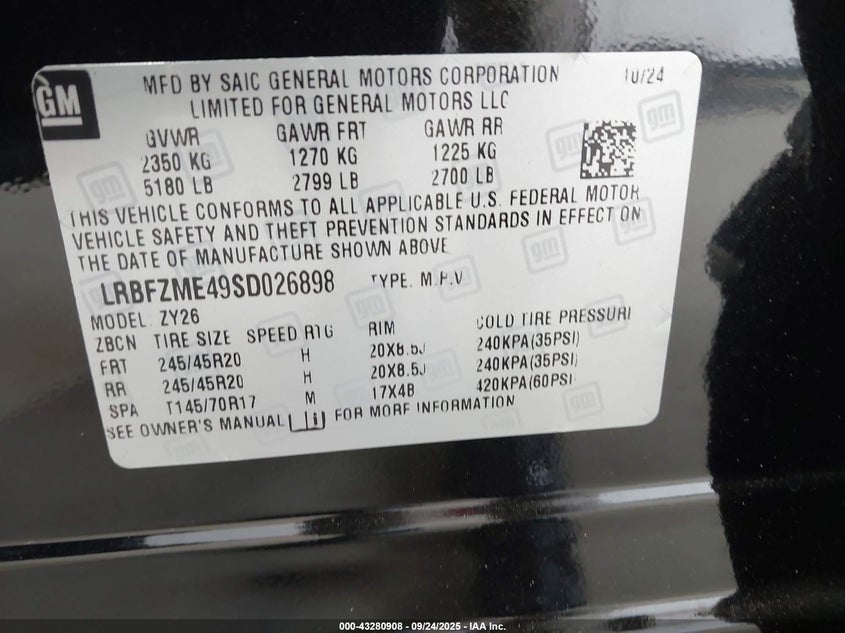 GM
MFD BY SAIC GENERAL MOTORS CORPORATION 10/24
LIMITED FOR GENERAL MOTORS LLC
GVWR GAWR FRT GAWR RR
2350 KG 1270 KG 1225 KG
5180 LB 2799 LB 2700 LB
THIS VEHICLE CONFORMS TO ALL APPLICABLE U.S. FEDERAL MOTOR
VEHICLE SAFETY AND THEFT PREVENTION STANDARDS IN EFFECT ON
THE DATE OF MANUFACTURE SHOWN ABOVE
LRBFZME49SD026898 TYPE. M.P.V
MODEL: ZY26
ZBCN TIRE SIZE SPEED RTG RIM COLD TIRE PRESSURE
FRT 245/45R20 H 20X8.5J 240KPA(35PSI)
RR 245/45R20 H 20X8.5J 240KPA(35PSI)
SPA T145/70R17 M 17X4B 420KPA(60PSI)
SEE OWNER'S MANUAL FOR MORE INFORMATION
000-43280908 - 09/24/2025 - IAA Inc.